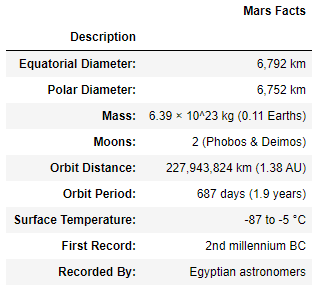 Mars Facts
Description
Equatorial Diameter: 6,792 km
Polar Diameter: 6,752 km
Mass: 6.39 × 10^23 kg (0.11 Earths)
Moons: 2 (Phobos & Deimos)
Orbit Distance: 227,943,824 km (1.38 AU)
Orbit Period: 687 days (1.9 years)
Surface Temperature: -87 to -5 °C
First Record: 2nd millennium BC
Recorded By: Egyptian astronomers